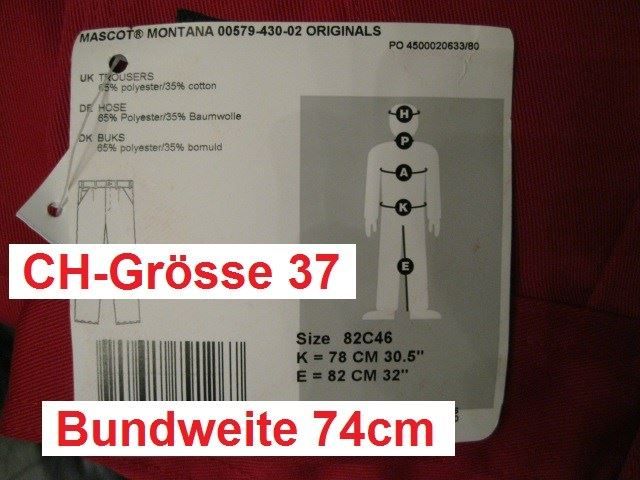 MASCOT® MONTANA 00579-430-02 ORIGINALS
PO 4500020633/80
UK TROUSERS
65% polyester/35% cotton
DE HOSE
65% Polyester/35% Baumwolle
DK BUKS
65% polyester/35% bomuld
H
P
A
K
E
CH-Grösse 37
Size 82C46
K = 78 CM 30.5"
E = 82 CM 32"
Bundweite 74cm